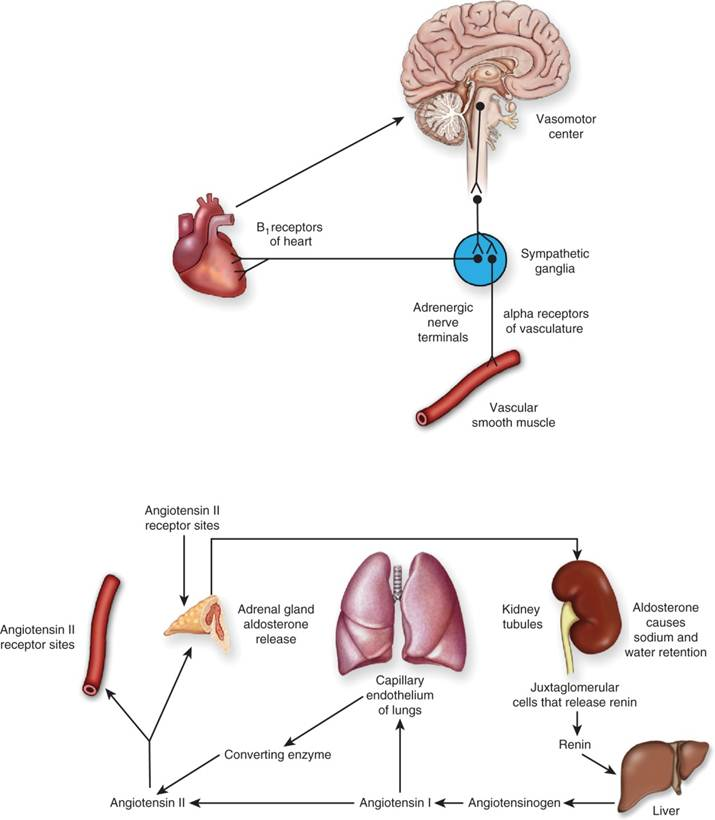 Vasomotor
center
B1 receptors
of heart
Sympathetic
ganglia
Adrenergic
nerve
terminals
alpha receptors
of vasculature
Vascular
smooth muscle
Angiotensin II
receptor sites
Angiotensin II
receptor sites
Adrenal gland
aldosterone
release
Capillary
endothelium
of lungs
Kidney
tubules
Aldosterone
causes
sodium and
water retention
Juxtaglomerular
cells that release renin
Renin
Converting enzyme
Angiotensin II
Angiotensin I
Angiotensinogen
Liver